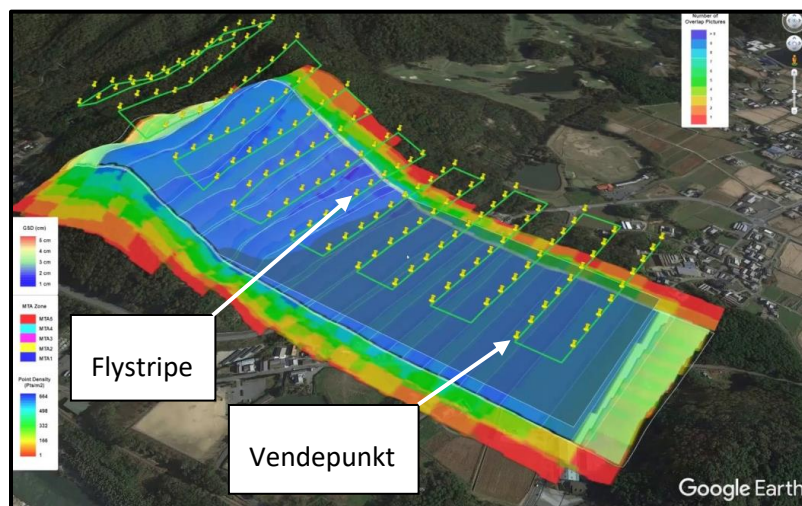 Number of
Overlap Pictures
GSD (cm)
5 cm
4 cm
3 cm
2 cm
1 cm
MTA Zone
MTA5
MTA4
MTA3
MTA2
MTA1
Point Density
(Pts/m2)
664
498
332
166
1
Flystripe
Vendepunkt
Google Earth